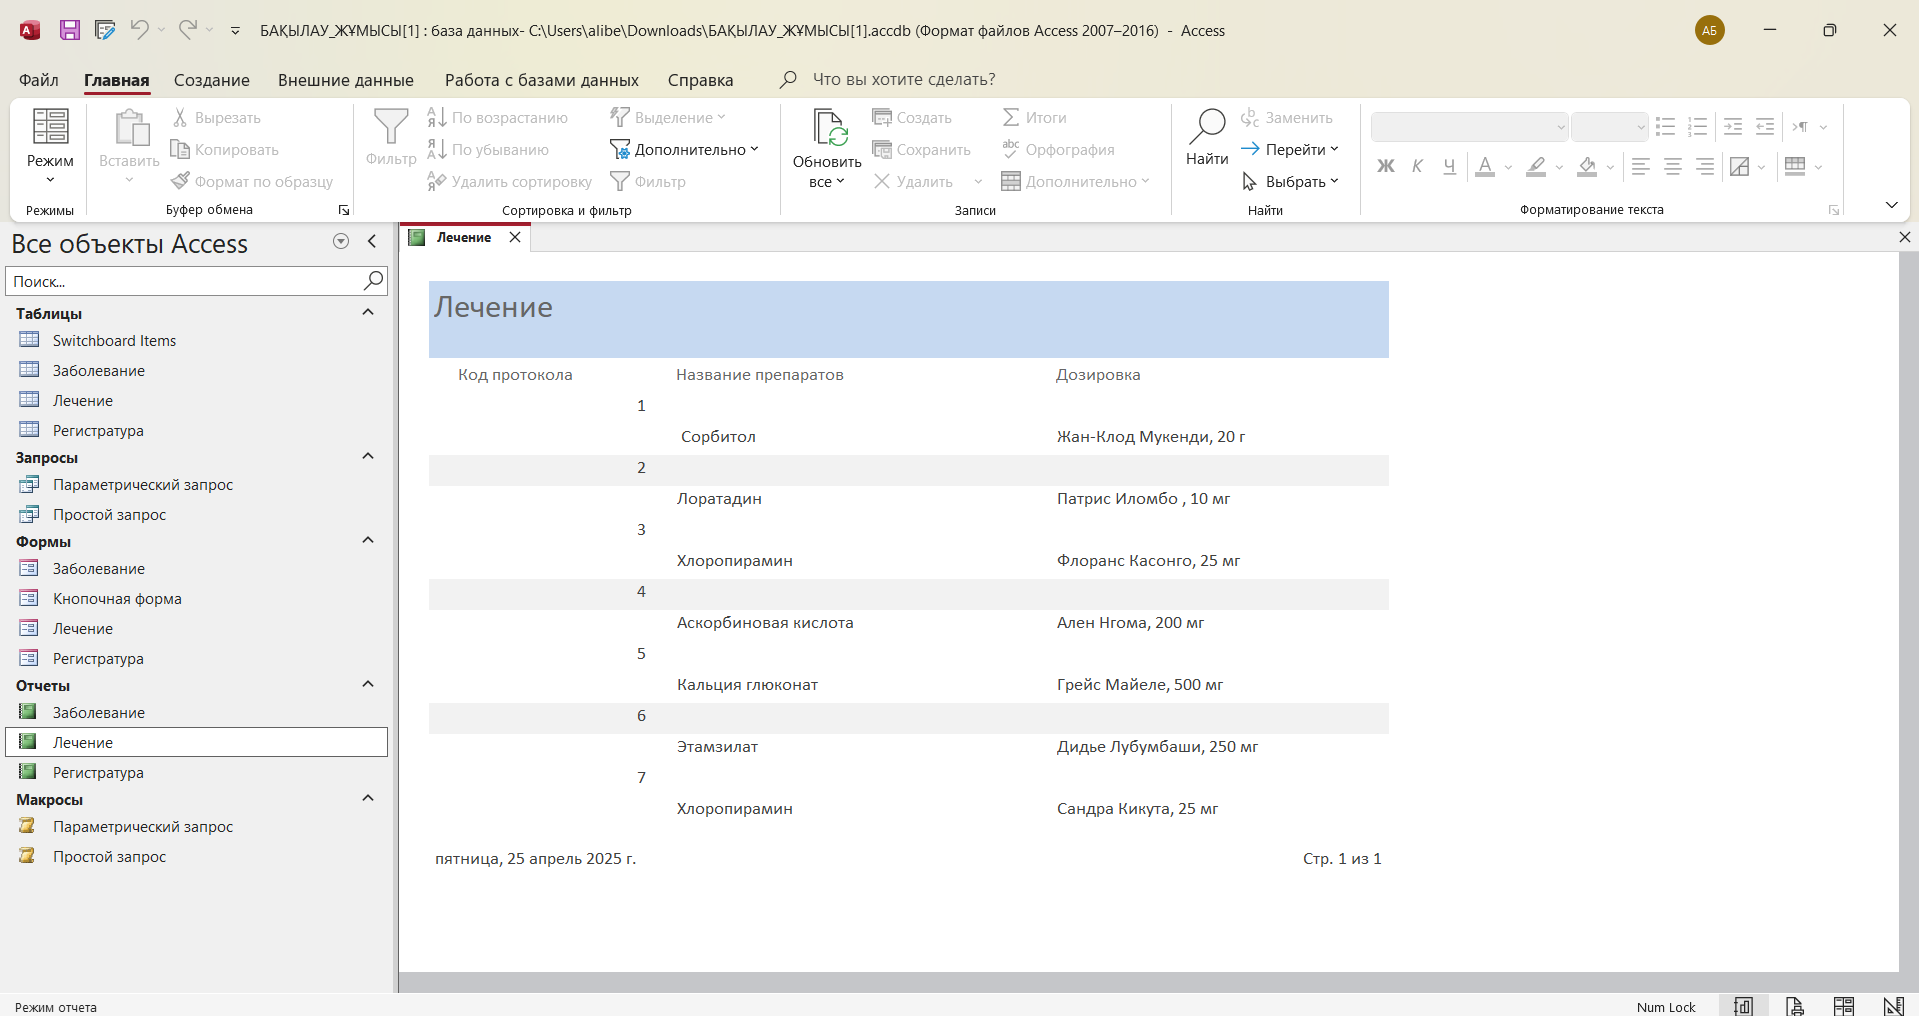 БАҚЫЛАУ_ЖҰМЫСЫ[1] : база данных- C:\Users\alibe\Downloads\БАҚЫЛАУ_ЖҰМЫСЫ[1].accdb (Формат файлов Access 2007–2016) - Access
АБ
Файл Главная Создание Внешние данные Работа с базами данных Справка Что вы хотите сделать?
Режим
Режимы
Вставить
Вырезать
Копировать
Формат по образцу
Буфер обмена
Фильтр
По возрастанию
По убыванию
Удалить сортировку
Выделение
Дополнительно
Фильтр
Сортировка и фильтр
Обновить
все
Создать
Сохранить
Удалить
Итоги
Орфография
Дополнительно
Записи
Найти
Заменить
Перейти
Выбрать
Найти
Ж К Ч А
Форматирование текста
Все объекты Access
Поиск...
Таблицы
Switchboard Items
Заболевание
Лечение
Регистратура
Запросы
Параметрический запрос
Простой запрос
Формы
Заболевание
Кнопочная форма
Лечение
Регистратура
Отчеты
Заболевание
Лечение
Регистратура
Макросы
Параметрический запрос
Простой запрос
Лечение
Лечение
Код протокола Название препаратов Дозировка
1
Сорбитол Жан-Клод Мукенди, 20 г
2
Лоратадин Патрис Иломбо , 10 мг
3
Хлоропирамин Флоранс Касонго, 25 мг
4
Аскорбиновая кислота Ален Нгома, 200 мг
5
Кальция глюконат Грейс Майеле, 500 мг
6
Этамзилат Дидье Лубумбаши, 250 мг
7
Хлоропирамин Сандра Кикута, 25 мг
пятница, 25 апрель 2025 г. Стр. 1 из 1
Режим отчета Num Lock